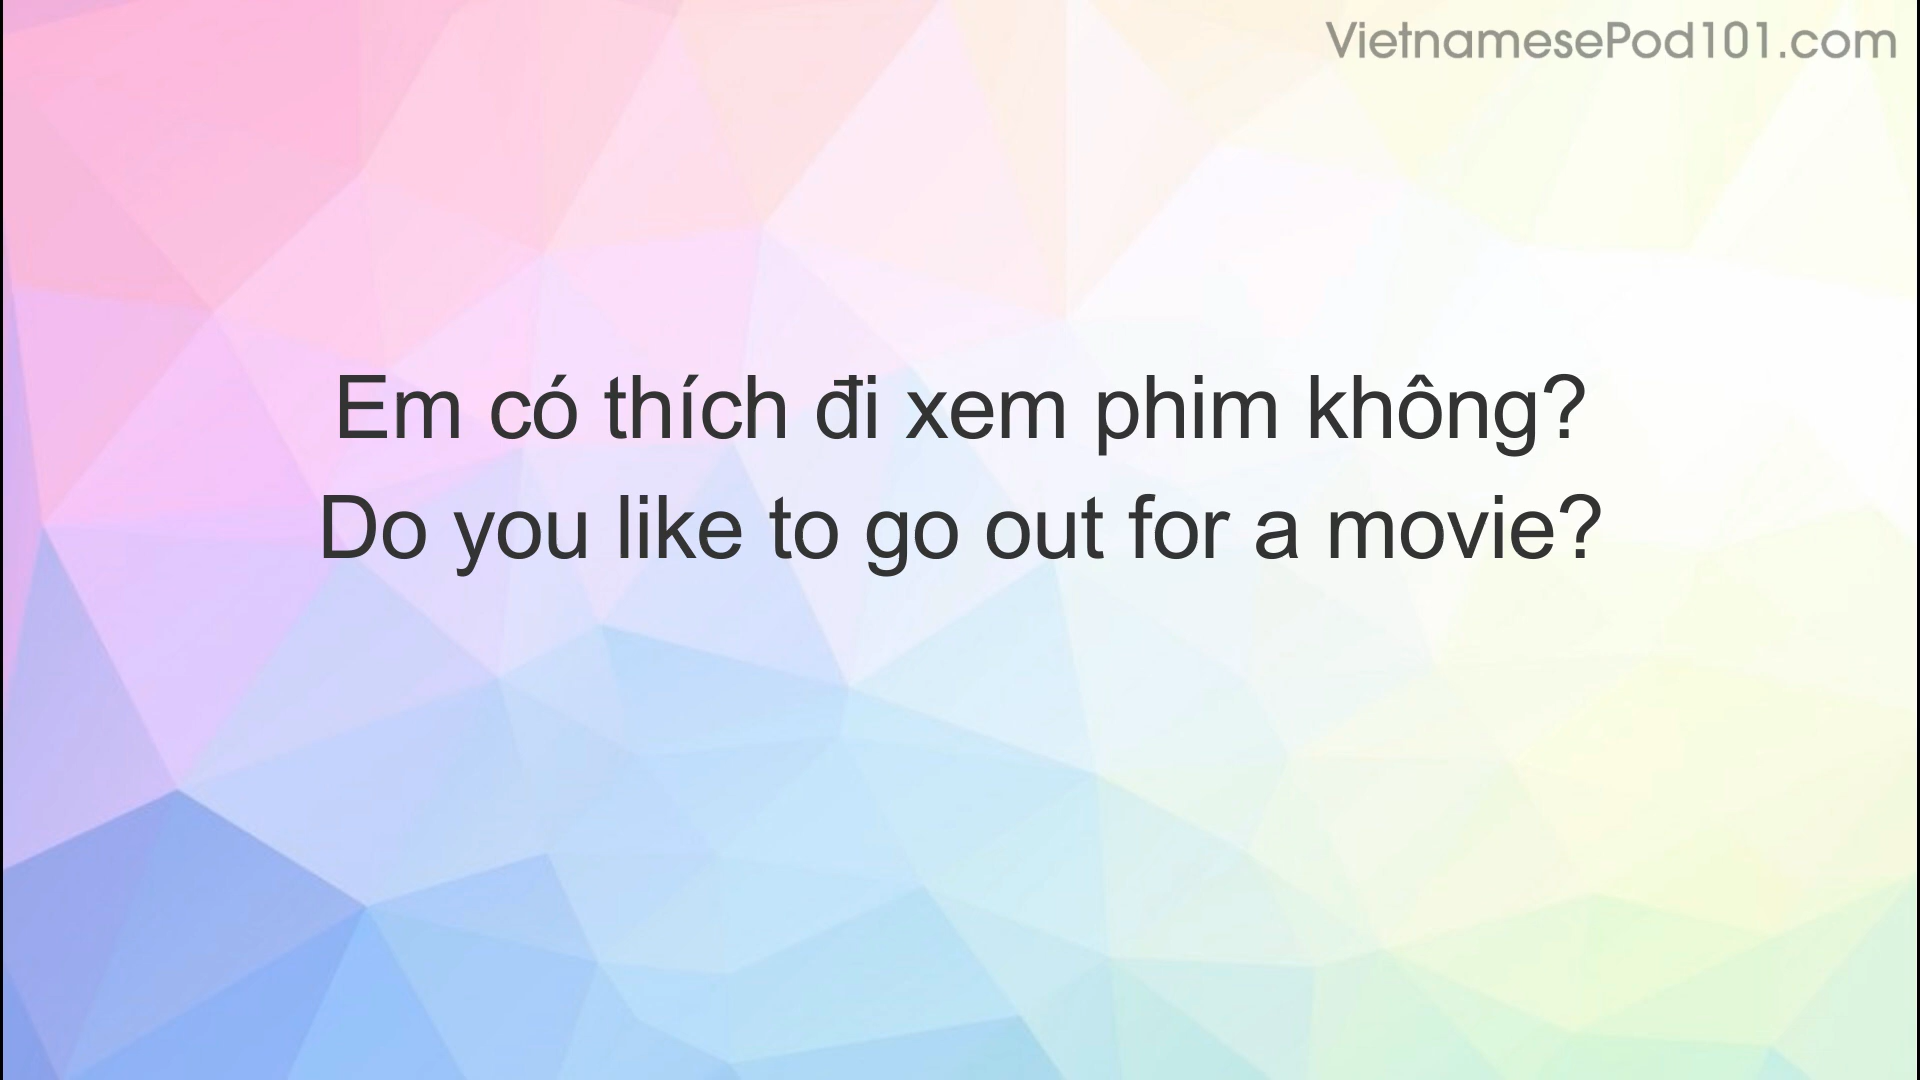 VietnamesePod101.com
Em có thích đi xem phim không?
Do you like to go out for a movie?